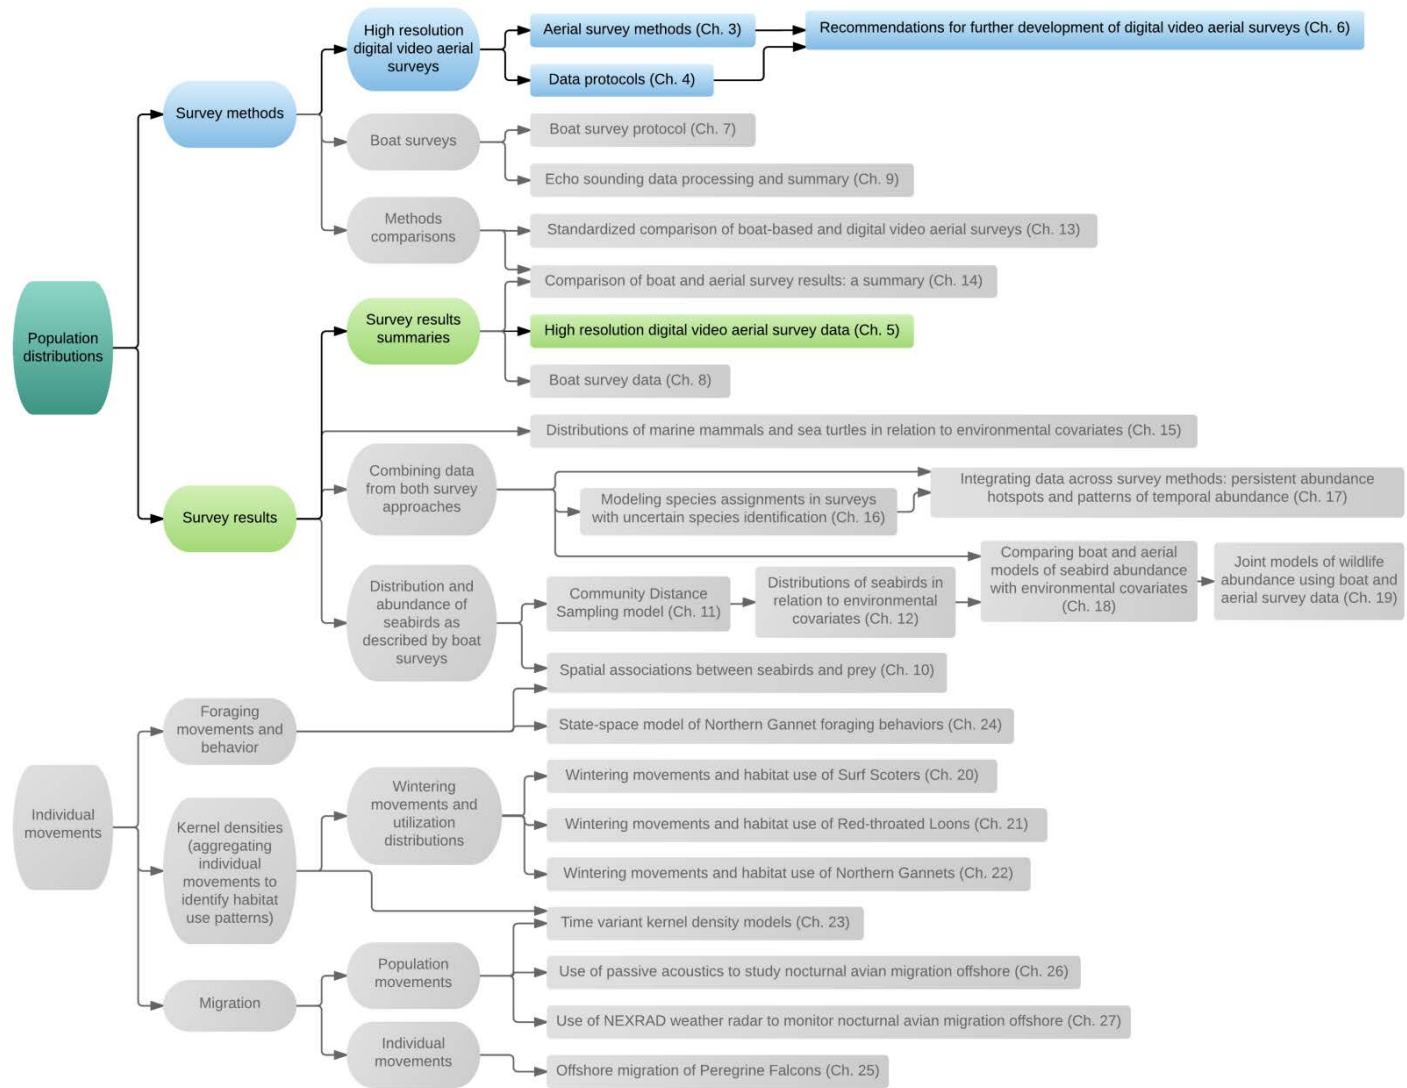 High resolution
digital video aerial
surveys
Aerial survey methods (Ch. 3)
Recommendations for further development of digital video aerial surveys (Ch. 6)
Data protocols (Ch. 4)
Survey methods
Boat surveys
Boat survey protocol (Ch. 7)
Echo sounding data processing and summary (Ch. 9)
Methods
comparisons
Standardized comparison of boat-based and digital video aerial surveys (Ch. 13)
Comparison of boat and aerial survey results: a summary (Ch. 14)
Population
distributions
Survey results
summaries
High resolution digital video aerial survey data (Ch. 5)
Boat survey data (Ch. 8)
Distributions of marine mammals and sea turtles in relation to environmental covariates (Ch. 15)
Survey results
Combining data
from both survey
approaches
Modeling species assignments in surveys
with uncertain species identification (Ch. 16)
Integrating data across survey methods: persistent abundance
hotspots and patterns of temporal abundance (Ch. 17)
Distribution and
abundance of
seabirds as
described by boat
surveys
Community Distance
Sampling model (Ch. 11)
Distributions of seabirds in
relation to environmental
covariates (Ch. 12)
Comparing boat and aerial
models of seabird abundance
with environmental covariates
(Ch. 18)
Joint models of wildlife
abundance using boat and
aerial survey data (Ch. 19)
Spatial associations between seabirds and prey (Ch. 10)
Foraging
movements and
behavior
State-space model of Northern Gannet foraging behaviors (Ch. 24)
Individual
movements
Kernel densities
(aggregating
individual
movements to
identify habitat
use patterns)
Wintering
movements and
utilization
distributions
Wintering movements and habitat use of Surf Scoters (Ch. 20)
Wintering movements and habitat use of Red-throated Loons (Ch. 21)
Wintering movements and habitat use of Northern Gannets (Ch. 22)
Time variant kernel density models (Ch. 23)
Migration
Population
movements
Use of passive acoustics to study nocturnal avian migration offshore (Ch. 26)
Use of NEXRAD weather radar to monitor nocturnal avian migration offshore (Ch. 27)
Individual
movements
Offshore migration of Peregrine Falcons (Ch. 25)